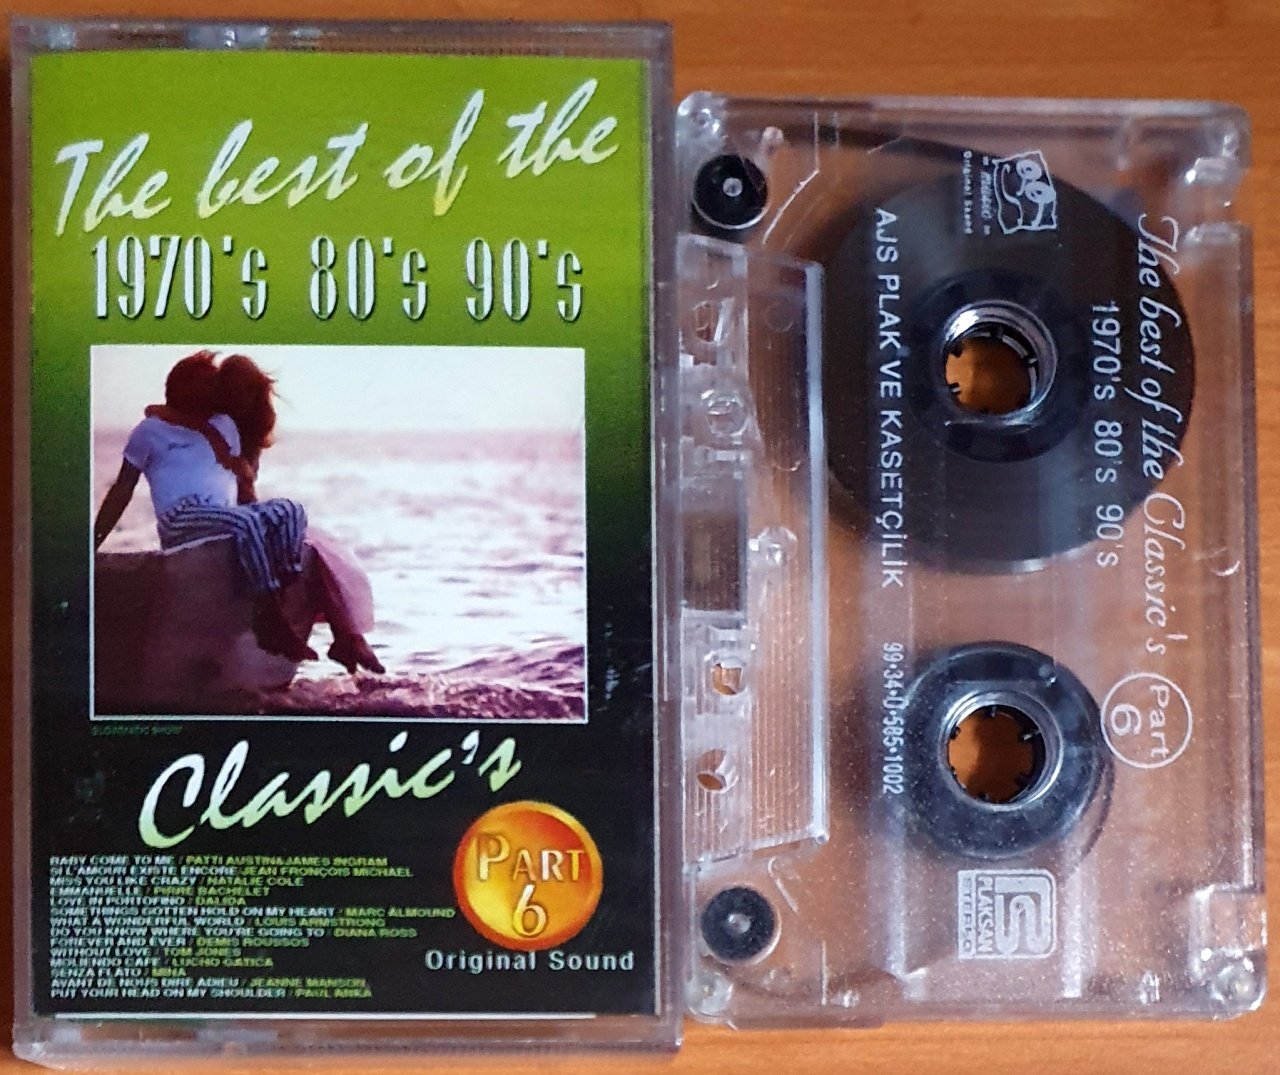 The best of the
1970's 80's 90's
Classic's
PART
6
Original Sound
BABY COME TO ME / PATTI AUSTIN&JAMES INGRAM
SI L'AMOUR EXISTE ENCORE/JEAN FRONÇOIS MICHAEL
MISS YOU LIKE CRAZY / NATALIE COLE
EMMANUELLE / PIRRE BACHELET
LOVE IN PORTOFINO / DALIDA
SOMETHINGS GOTTEN HOLD ON MY HEART / MARC ALMOUND
WHAT A WONDERFUL WORLD / LOUIS ARMSTRONG
DO YOU KNOW WHERE YOU'RE GOING TO / DIANA ROSS
FOREVER AND EVER / DEMIS ROUSSOS
WITHOUT LOVE / TOM JONES
MOLIENDO CAFE / LUCHO GATICA
SENZA FLATO / MINA
AVANT DE NOUS DIRE ADIEU / JEANNE MANSON
PUT YOUR HEAD ON MY SHOULDER / PAUL ANKA
The best of the Classic's
1970's 80's 90's
Part
6
Original Sound
AJS PLAK VE KASETÇİLİK
99•34•Ü•585•1002
PLAKSAN
STEREO